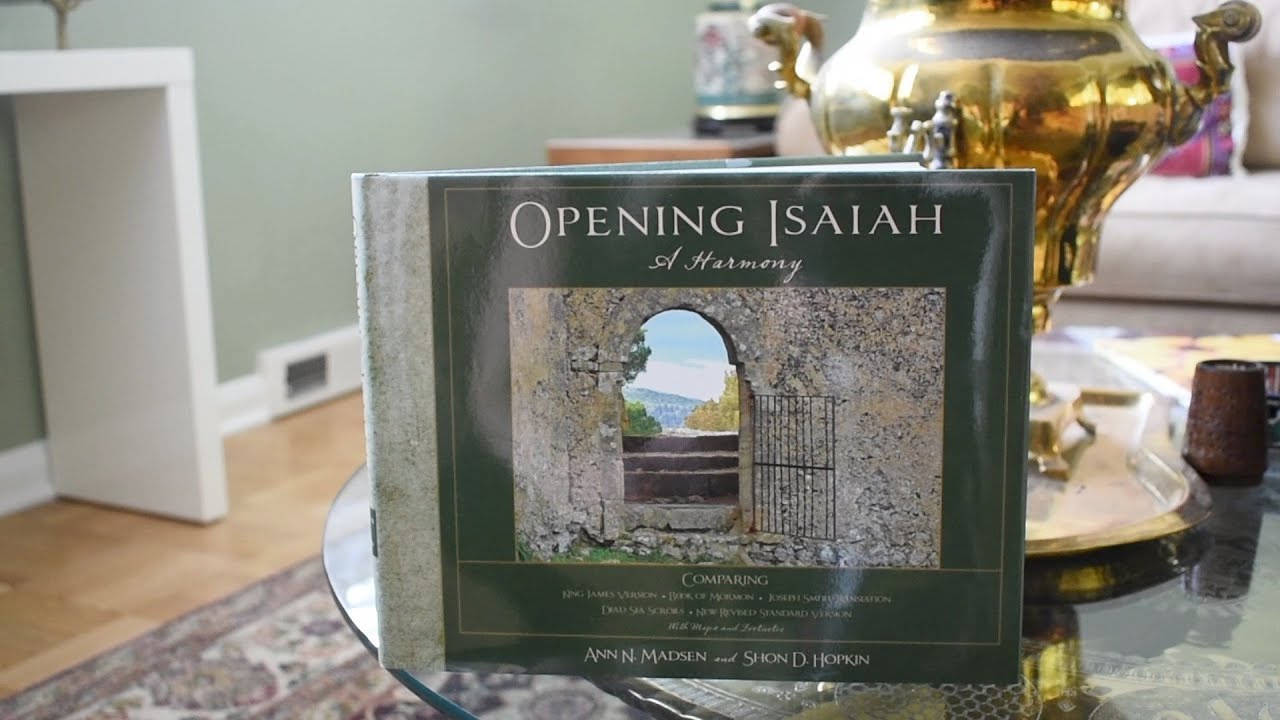 OPENING ISAIAH
A Harmony
COMPARING
KING JAMES VERSION • BOOK OF MORMON • JOSEPH SMITH TRANSLATION
DEAD SEA SCROLLS • NEW REVISED STANDARD VERSION
With Maps and Footnotes
ANN N. MADSEN and SHON D. HOPKIN